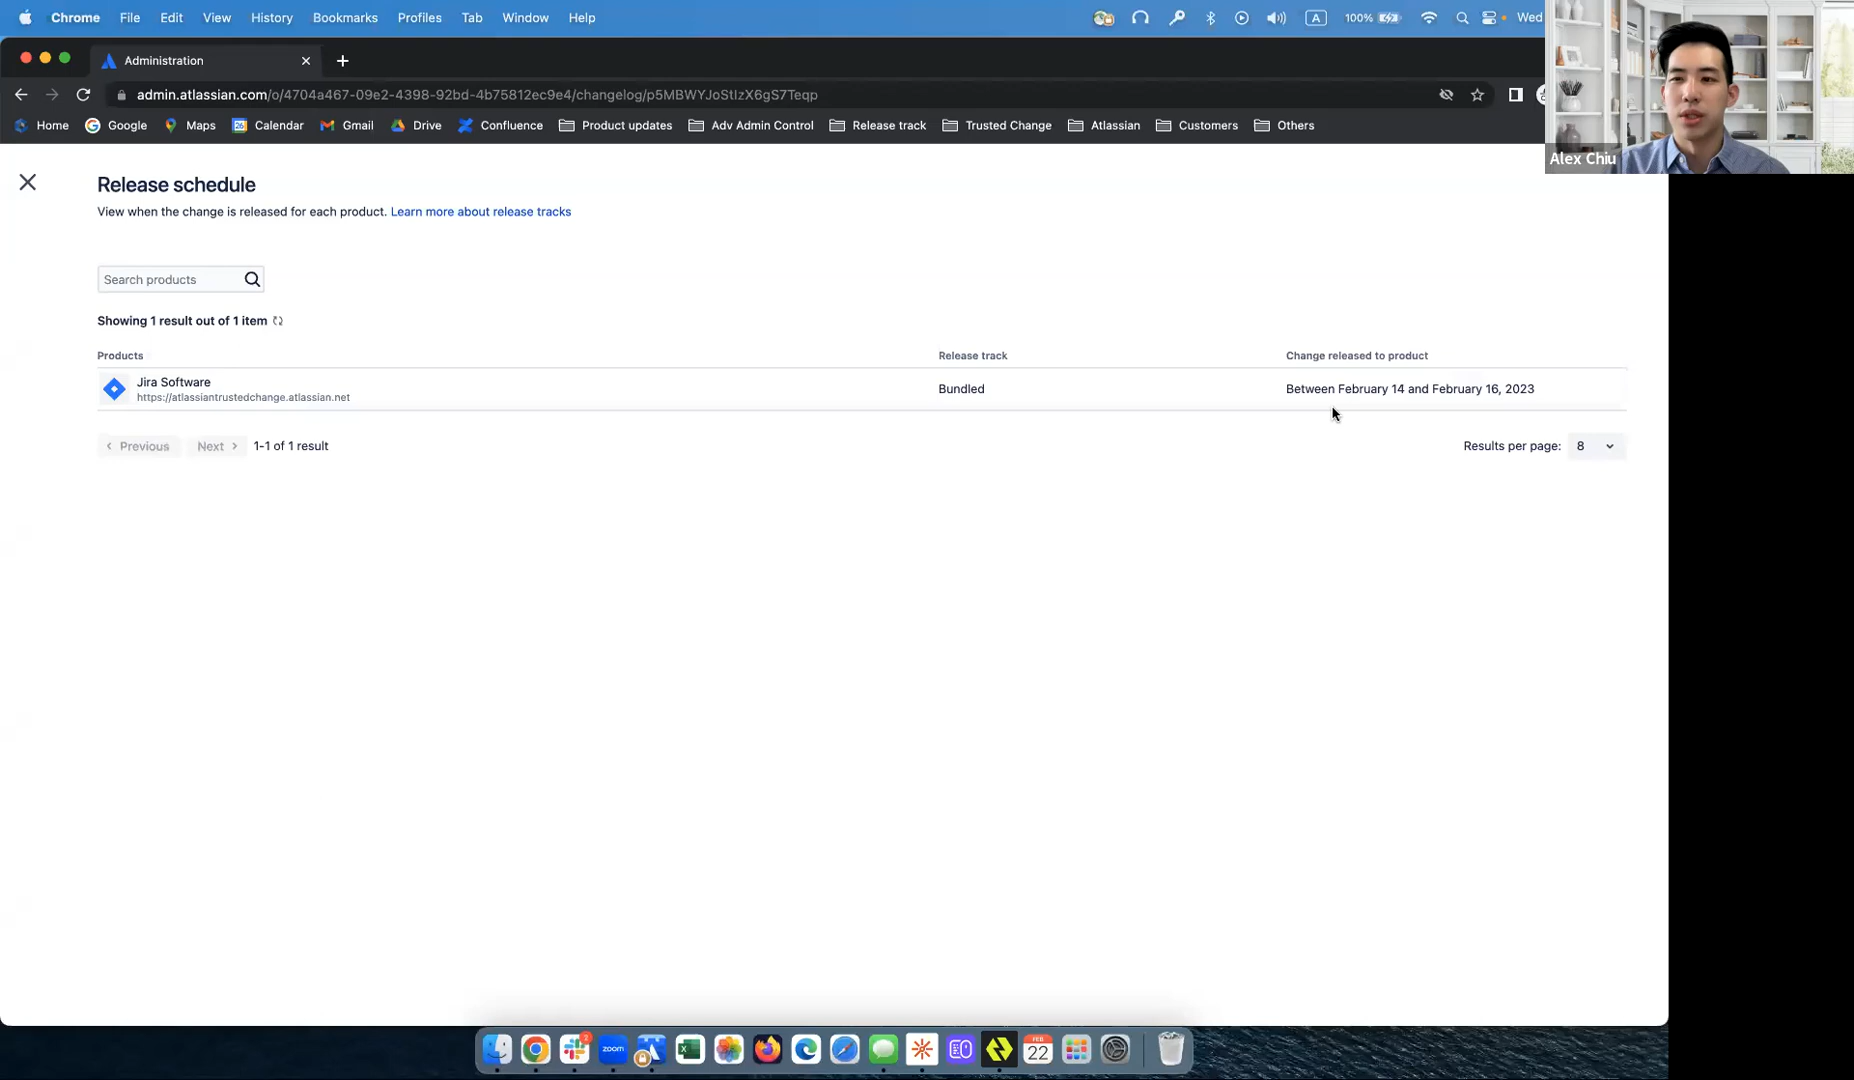 Chrome File Edit View History Bookmarks Profiles Tab Window Help A 100% Wed
Administration
admin.atlassian.com/o/4704a467-09e2-4398-92bd-4b75812ec9e4/changelog/p5MBWYJoStIzX6gS7Teqp
Home Google Maps Calendar Gmail Drive Confluence Product updates Adv Admin Control Release track Trusted Change Atlassian Customers Others
Alex Chiu
Release schedule
View when the change is released for each product. Learn more about release tracks
Search products
Showing 1 result out of 1 item
Products Release track Change released to product
Jira Software Bundled Between February 14 and February 16, 2023
https://atlassiantrustedchange.atlassian.net
Previous Next 1-1 of 1 result Results per page: 8
zoom
FEB
22